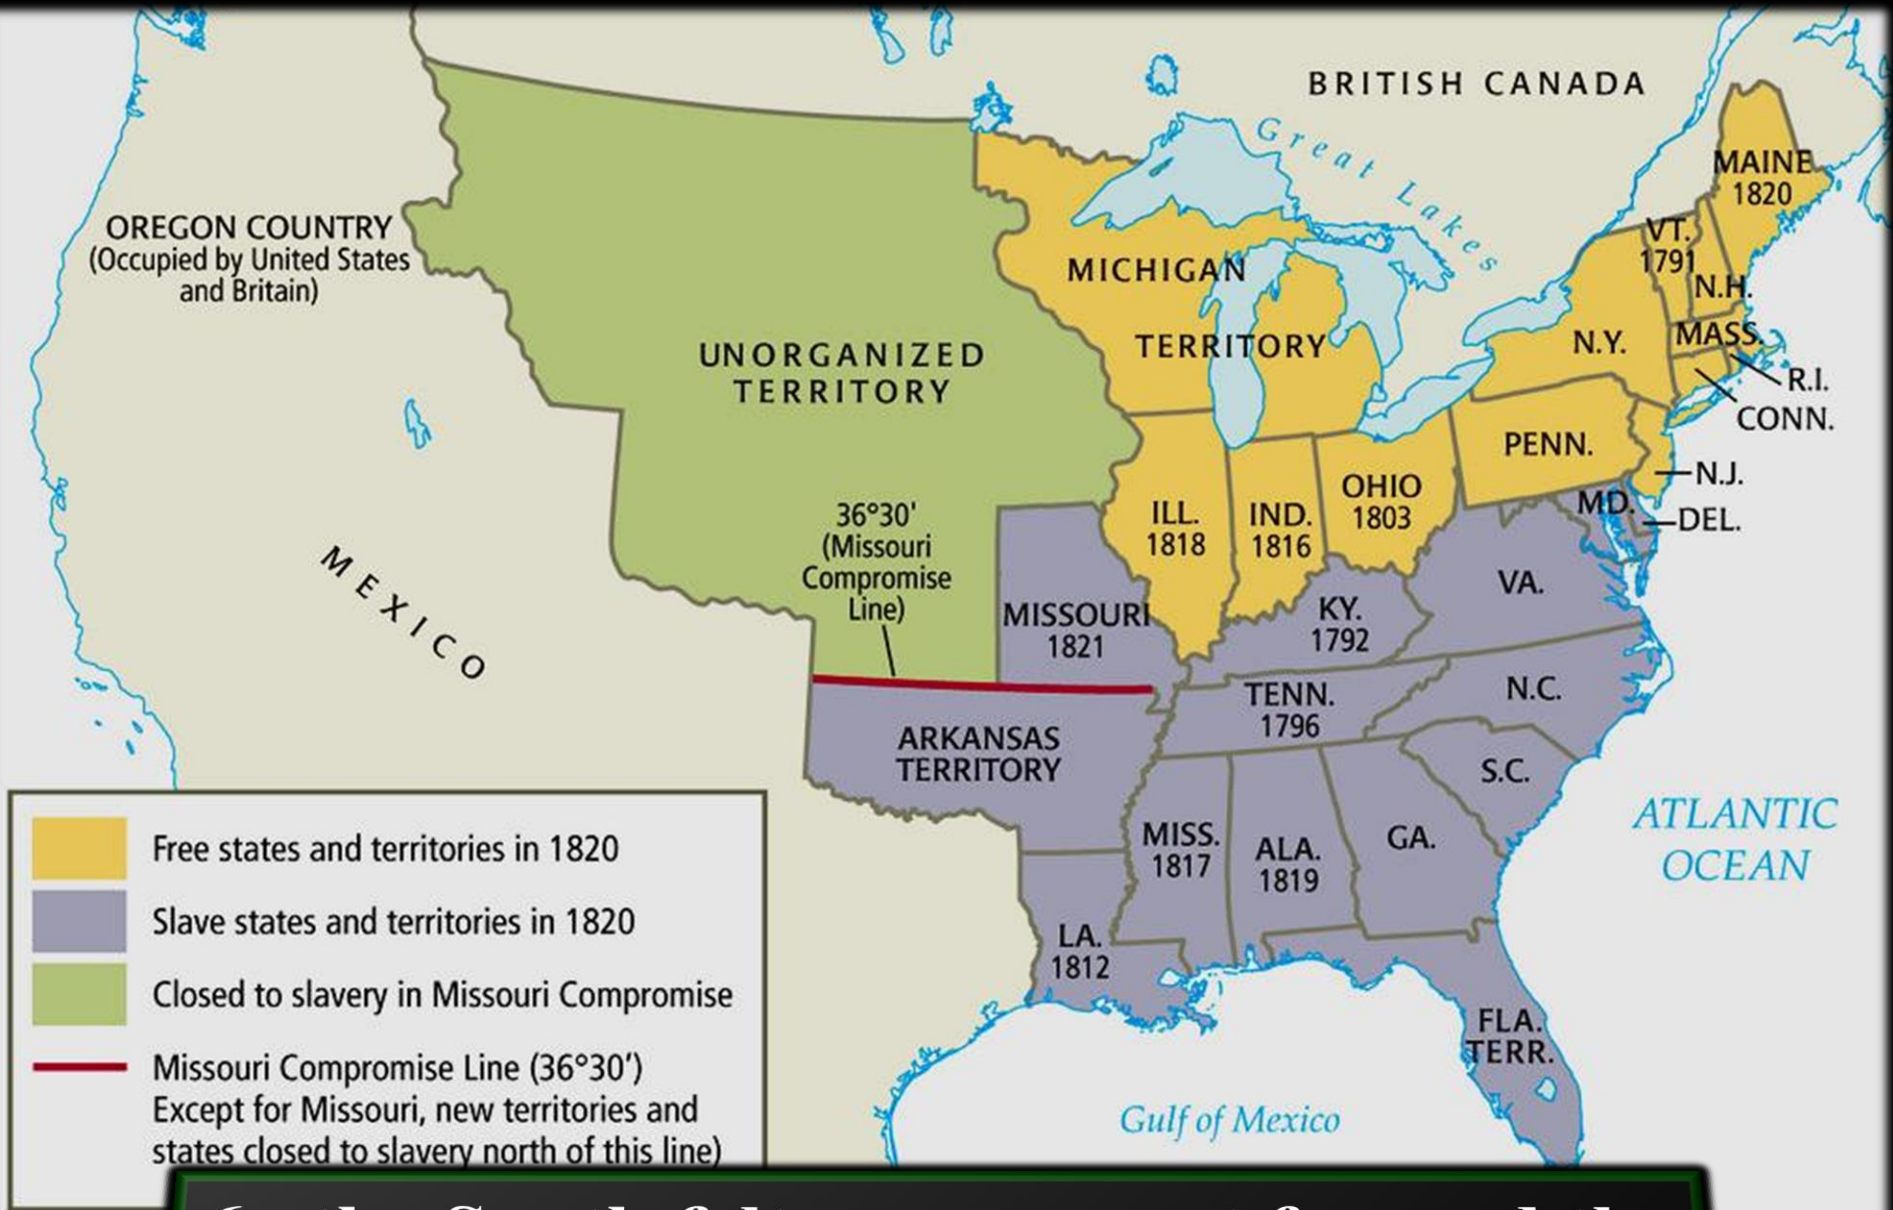 BRITISH CANADA
Great Lakes
MAINE
1820
VT.
1791
N.H.
OREGON COUNTRY
(Occupied by United States
and Britain)
MICHIGAN
TERRITORY
N.Y.
MASS.
R.I.
CONN.
UNORGANIZED
TERRITORY
PENN.
N.J.
MD.
DEL.
OHIO
1803
IND.
1816
ILL.
1818
36°30'
(Missouri
Compromise
Line)
MEXICO
MISSOURI
1821
KY.
1792
VA.
TENN.
1796
N.C.
ARKANSAS
TERRITORY
S.C.
MISS.
1817
ALA.
1819
GA.
ATLANTIC
OCEAN
LA.
1812
FLA.
TERR.
Gulf of Mexico
Free states and territories in 1820
Slave states and territories in 1820
Closed to slavery in Missouri Compromise
Missouri Compromise Line (36°30')
Except for Missouri, new territories and
states closed to slavery north of this line)